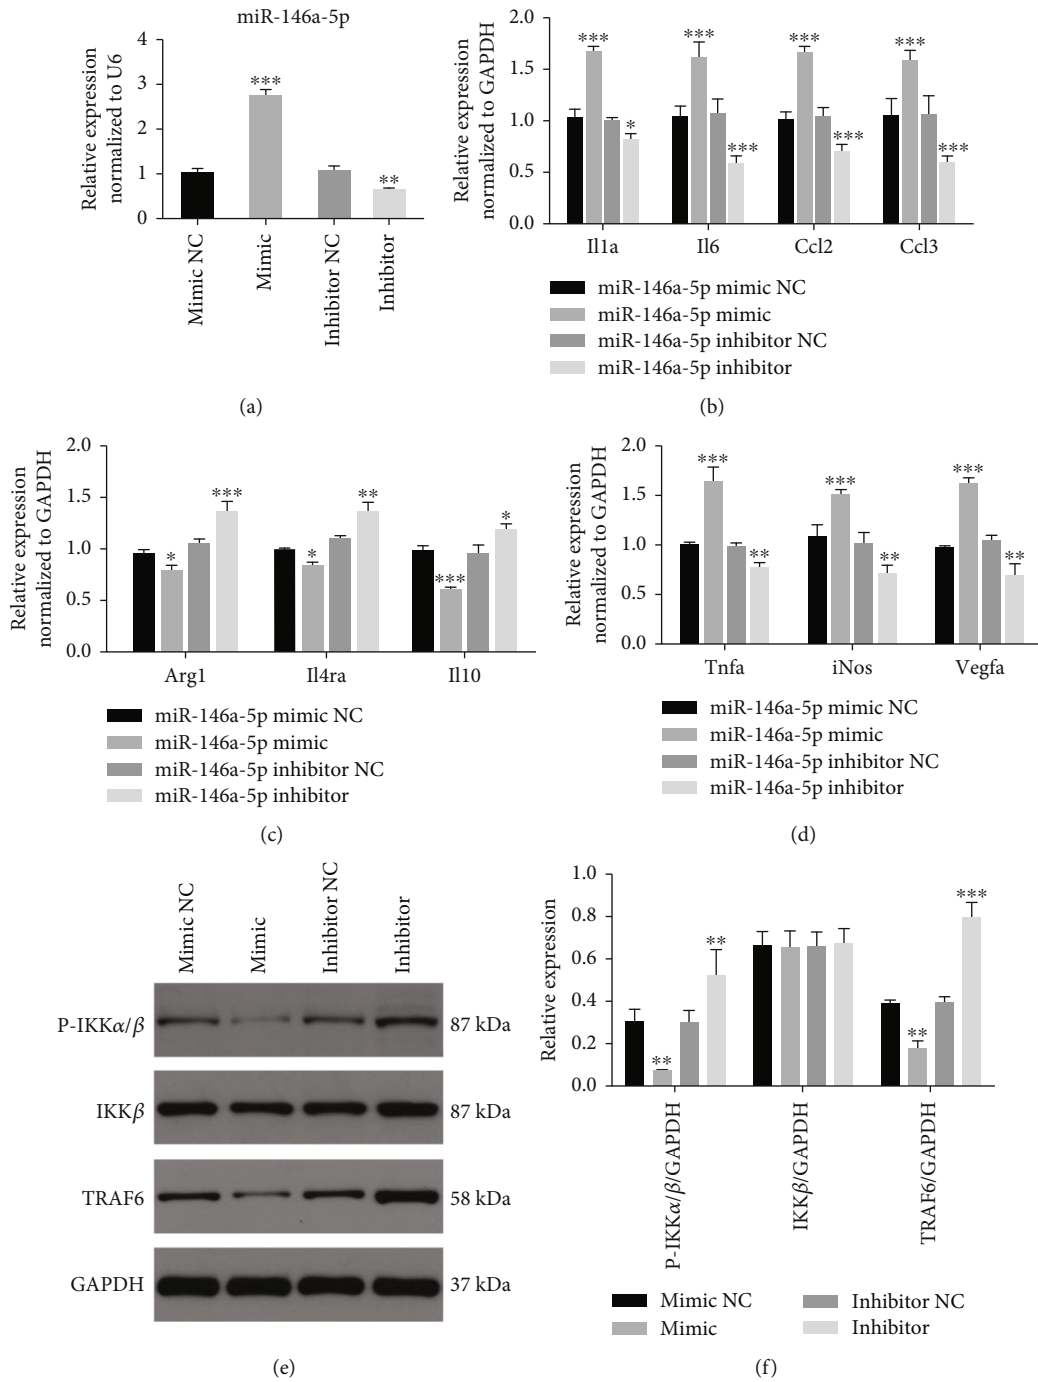 miR-146a-5p
Relative expression
normalized to U6
4
3
2
1
0
***
**
Mimic NC
Mimic
Inhibitor NC
Inhibitor
(a)
Relative expression
normalized to GAPDH
2.0
1.5
1.0
0.5
0.0
*** *** *** ***
* *** *** ***
Il1a Il6 Ccl2 Ccl3
miR-146a-5p mimic NC
miR-146a-5p mimic
miR-146a-5p inhibitor NC
miR-146a-5p inhibitor
(b)
Relative expression
normalized to GAPDH
2.0
1.5
1.0
0.5
0.0
*** ** *
* * ***
Arg1 Il4ra Il10
miR-146a-5p mimic NC
miR-146a-5p mimic
miR-146a-5p inhibitor NC
miR-146a-5p inhibitor
(c)
Relative expression
normalized to GAPDH
2.0
1.5
1.0
0.5
0.0
*** *** ***
** ** **
Tnfa iNos Vegfa
miR-146a-5p mimic NC
miR-146a-5p mimic
miR-146a-5p inhibitor NC
miR-146a-5p inhibitor
(d)
Mimic NC
Mimic
Inhibitor NC
Inhibitor
P-IKKα/β 87 kDa
IKKβ 87 kDa
TRAF6 58 kDa
GAPDH 37 kDa
(e)
Relative expression
1.0
0.8
0.6
0.4
0.2
0.0
** ** ** ***
P-IKKα/β/GAPDH
IKKβ/GAPDH
TRAF6/GAPDH
Mimic NC Inhibitor NC
Mimic Inhibitor
(f)